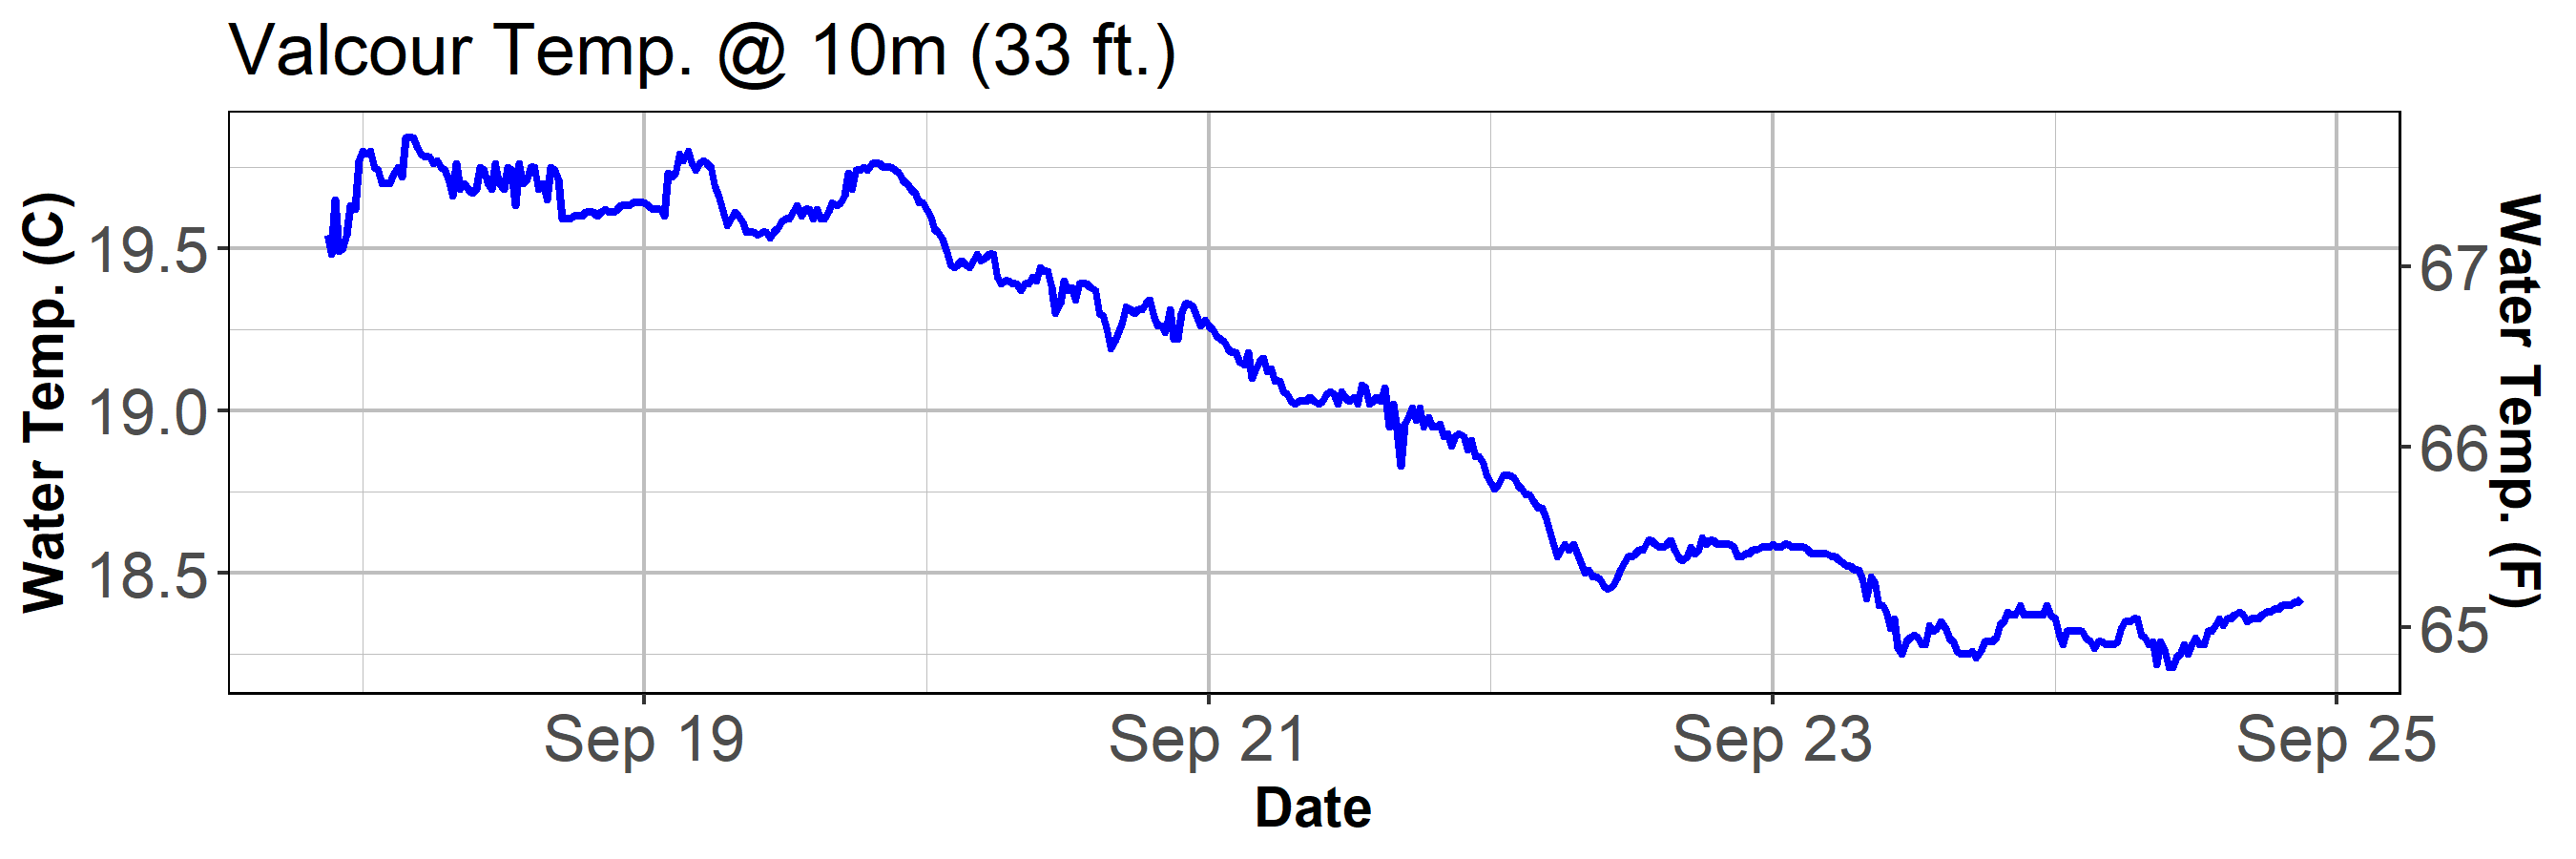 Valcour Temp. @ 10m (33 ft.)
Water Temp. (C)
19.5
19.0
18.5
67
66
65
Water Temp. (F)
Sep 19 Sep 21 Sep 23 Sep 25
Date